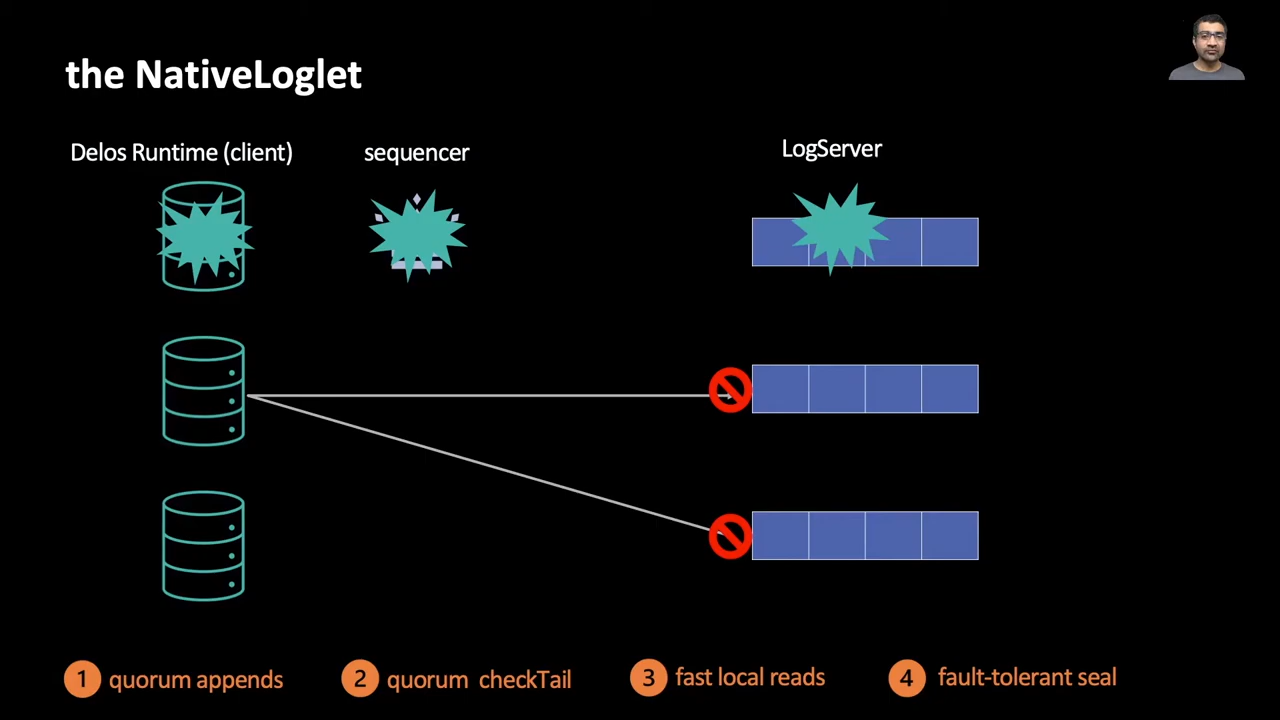 the NativeLoglet
Delos Runtime (client)
sequencer
LogServer
1 quorum appends
2 quorum checkTail
3 fast local reads
4 fault-tolerant seal